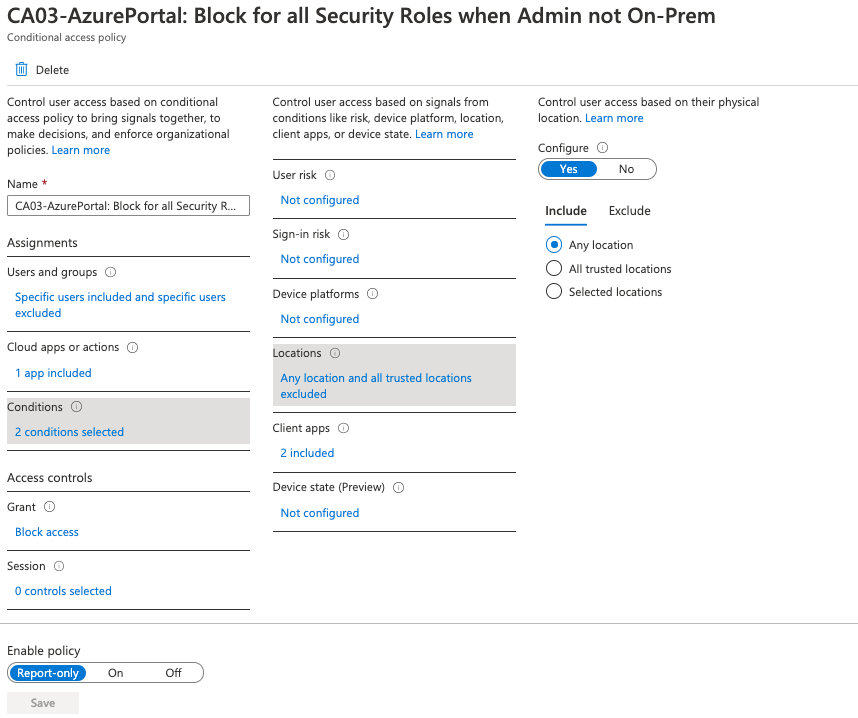 CA03-AzurePortal: Block for all Security Roles when Admin not On-Prem
Conditional access policy
Delete
Control user access based on conditional
access policy to bring signals together, to
make decisions, and enforce organizational
policies. Learn more
Name *
CA03-AzurePortal: Block for all Security R...
Assignments
Users and groups
Specific users included and specific users
excluded
Cloud apps or actions
1 app included
Conditions
2 conditions selected
Access controls
Grant
Block access
Session
0 controls selected
Control user access based on signals from
conditions like risk, device platform, location,
client apps, or device state. Learn more
User risk
Not configured
Sign-in risk
Not configured
Device platforms
Not configured
Locations
Any location and all trusted locations
excluded
Client apps
2 included
Device state (Preview)
Not configured
Control user access based on their physical
location. Learn more
Configure
Yes No
Include Exclude
Any location
All trusted locations
Selected locations
Enable policy
Report-only On Off
Save